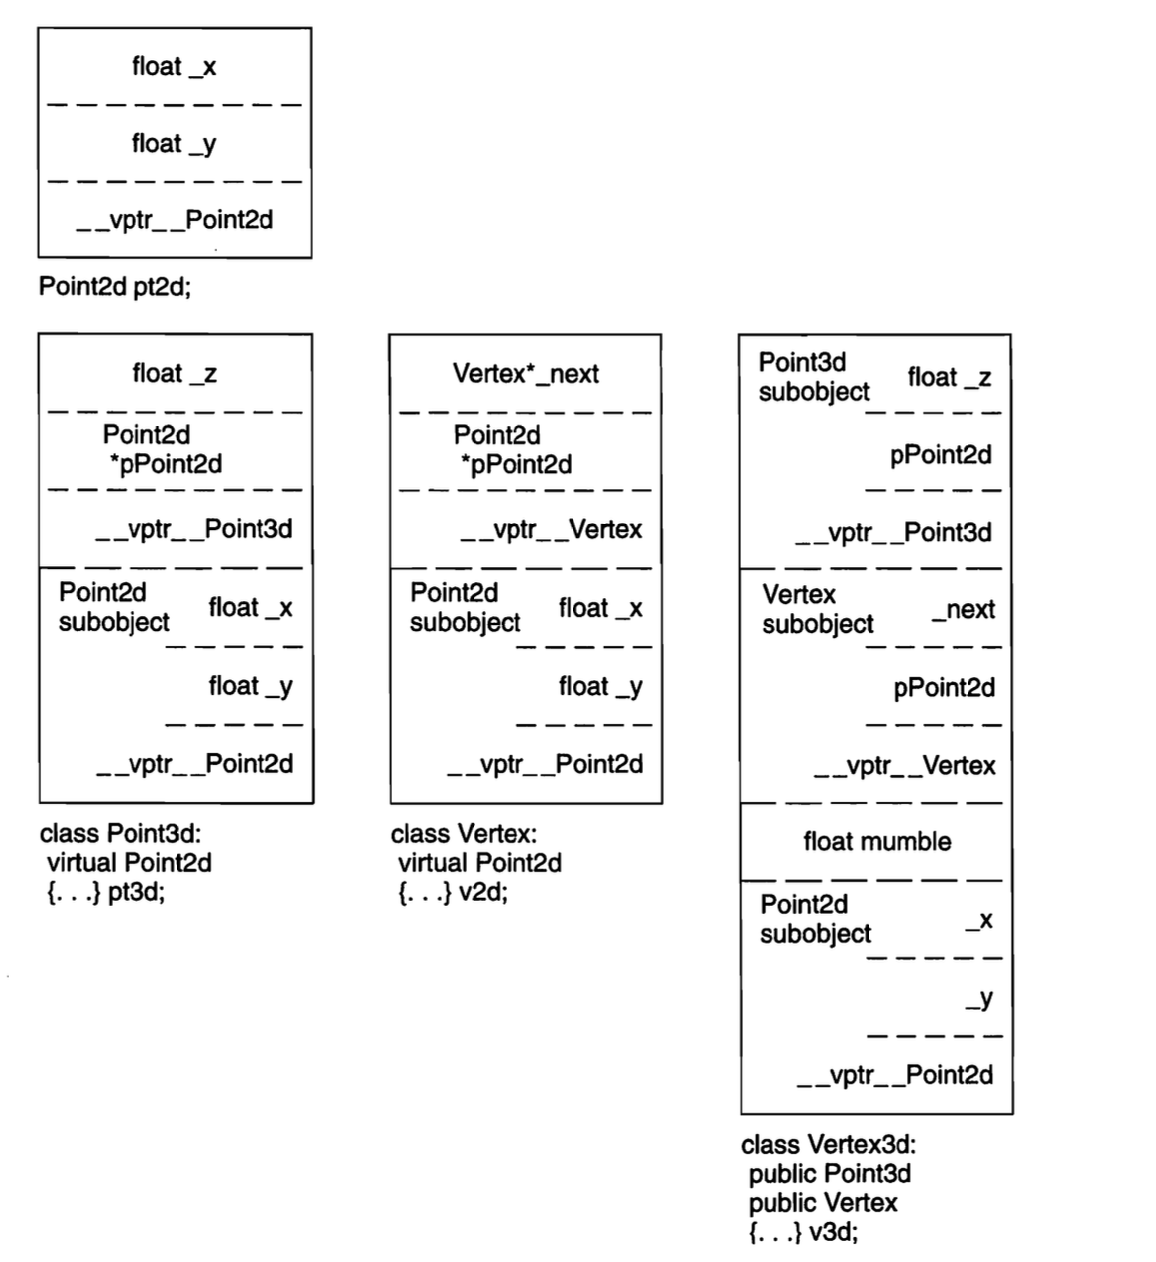 float _x
float _y
__vptr__Point2d
Point2d pt2d;
float _z
Point2d
*pPoint2d
__vptr__Point3d
Point2d
subobject
float _x
float _y
__vptr__Point2d
class Point3d:
virtual Point2d
{. . .} pt3d;
Vertex*_next
Point2d
*pPoint2d
__vptr__Vertex
Point2d
subobject
float _x
float _y
__vptr__Point2d
class Vertex:
virtual Point2d
{. . .} v2d;
Point3d
subobject
float _z
pPoint2d
__vptr__Point3d
Vertex
subobject
_next
pPoint2d
__vptr__Vertex
float mumble
Point2d
subobject
_x
_y
__vptr__Point2d
class Vertex3d:
public Point3d
public Vertex
{. . .} v3d;